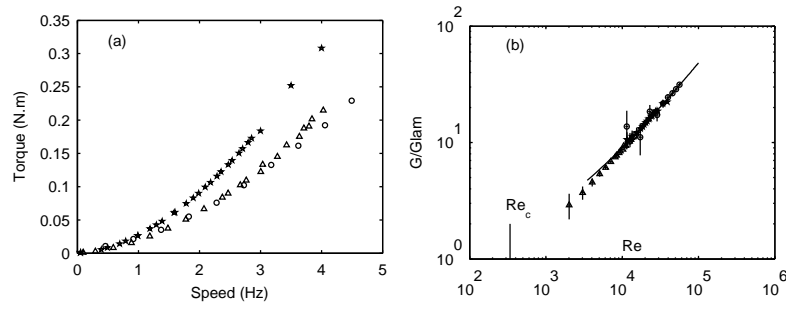 (a)
0.35
0.3
0.25
0.2
0.15
0.1
0.05
0
0 1 2 3 4 5
Torque (N.m)
Speed (Hz)
(b)
10^2
10^1
10^0
10^2 10^3 10^4 10^5 10^6
G/Glam
Re_c
Re